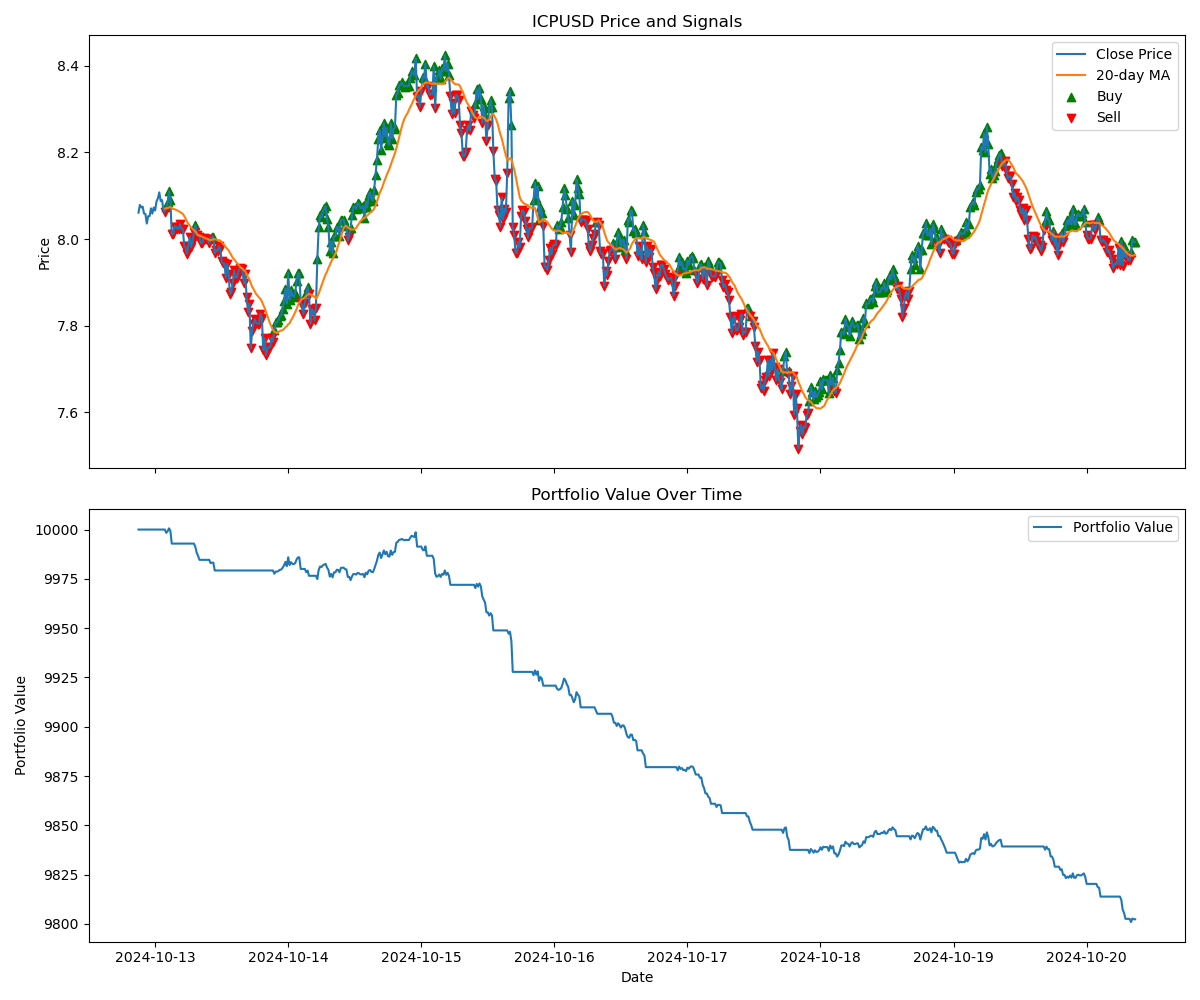 ICPUSD Price and Signals
8.4
8.2
8.0
7.8
7.6
Price
Close Price
20-day MA
Buy
Sell
Portfolio Value Over Time
10000
9975
9950
9925
9900
9875
9850
9825
9800
Portfolio Value
Portfolio Value
2024-10-13 2024-10-14 2024-10-15 2024-10-16 2024-10-17 2024-10-18 2024-10-19 2024-10-20
Date